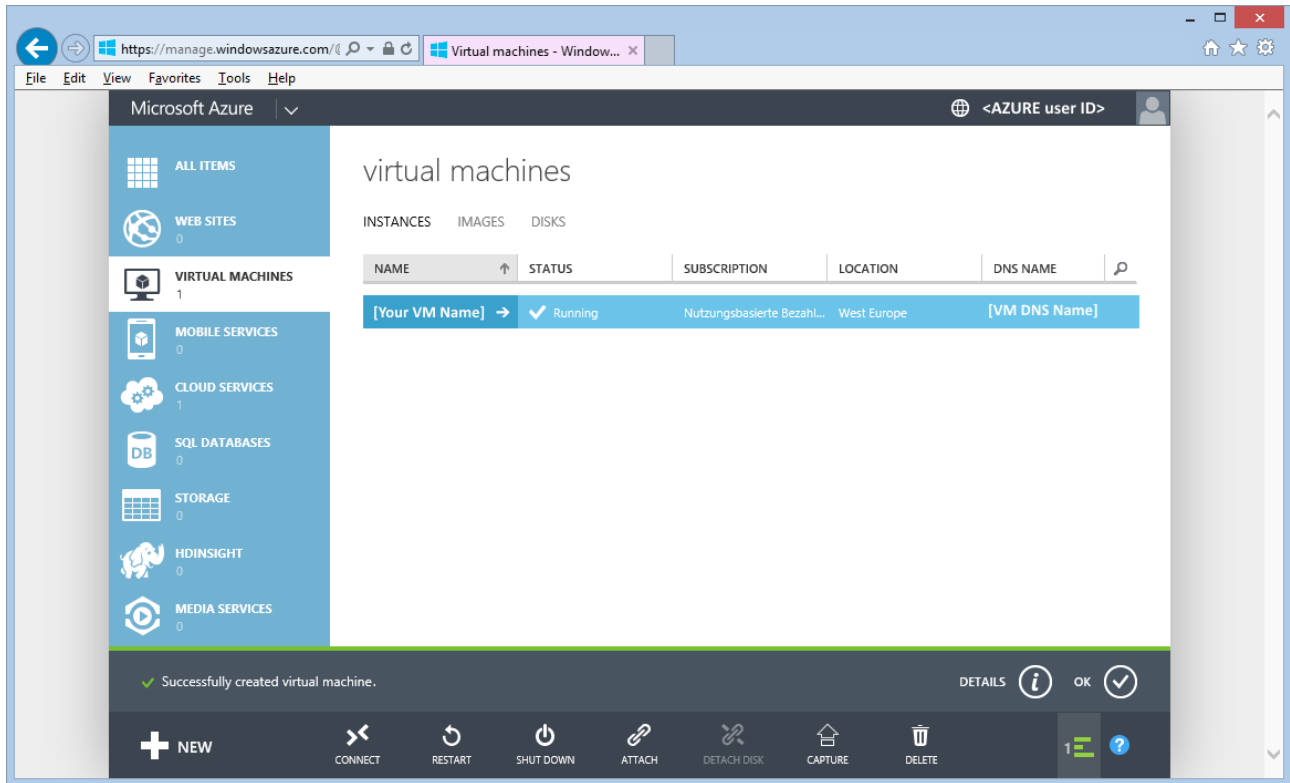 https://manage.windowsazure.com/
Virtual machines - Window...
File Edit View Favorites Tools Help
Microsoft Azure
<AZURE user ID>
ALL ITEMS
WEB SITES
0
VIRTUAL MACHINES
1
MOBILE SERVICES
0
CLOUD SERVICES
1
SQL DATABASES
0
DB
STORAGE
0
HDINSIGHT
0
MEDIA SERVICES
0
virtual machines
INSTANCES IMAGES DISKS
NAME STATUS SUBSCRIPTION LOCATION DNS NAME
[Your VM Name] Running Nutzungsbasierte Bezahl... West Europe [VM DNS Name]
Successfully created virtual machine.
DETAILS i OK
NEW
CONNECT RESTART SHUT DOWN ATTACH DETACH DISK CAPTURE DELETE
1 ?